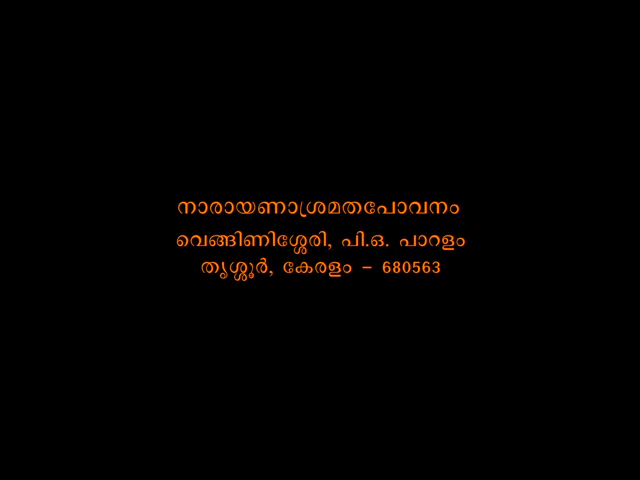 നാരായണാശ്രമതപോവനം
വെങ്ങിണിശ്ശേരി, പി.ഒ. പാറളം
തൃശ്ശൂർ, കേരളം – 680563